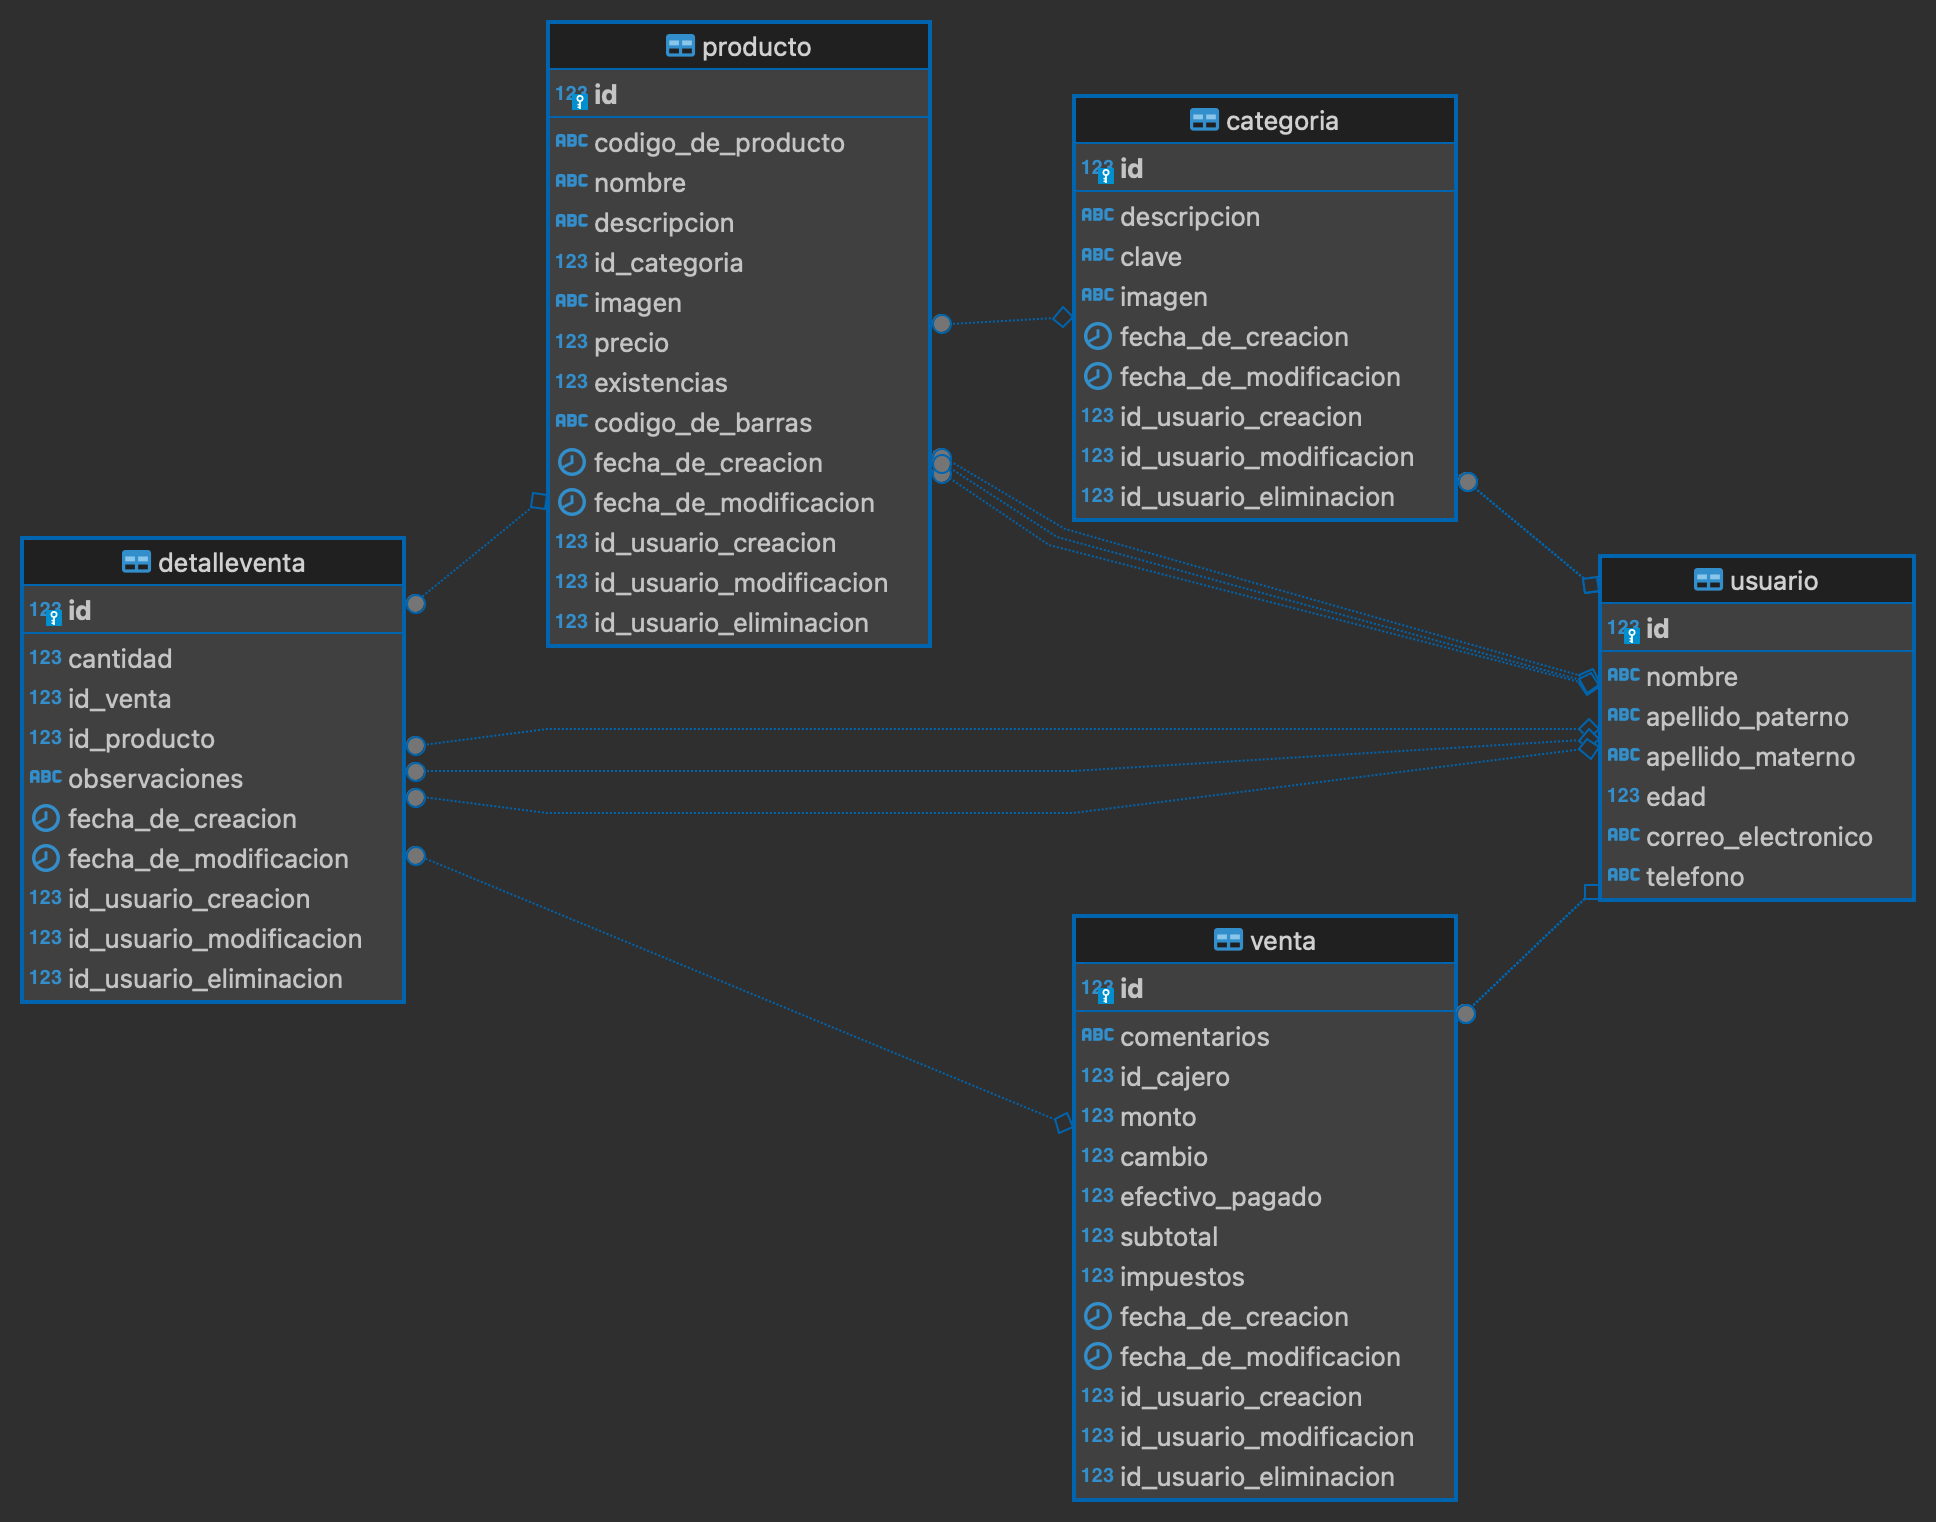 producto
123 id
ABC codigo_de_producto
ABC nombre
ABC descripcion
123 id_categoria
ABC imagen
123 precio
123 existencias
ABC codigo_de_barras
fecha_de_creacion
fecha_de_modificacion
123 id_usuario_creacion
123 id_usuario_modificacion
123 id_usuario_eliminacion
categoria
123 id
ABC descripcion
ABC clave
ABC imagen
fecha_de_creacion
fecha_de_modificacion
123 id_usuario_creacion
123 id_usuario_modificacion
123 id_usuario_eliminacion
detalleventa
123 id
123 cantidad
123 id_venta
123 id_producto
ABC observaciones
fecha_de_creacion
fecha_de_modificacion
123 id_usuario_creacion
123 id_usuario_modificacion
123 id_usuario_eliminacion
usuario
123 id
ABC nombre
ABC apellido_paterno
ABC apellido_materno
123 edad
ABC correo_electronico
ABC telefono
venta
123 id
ABC comentarios
123 id_cajero
123 monto
123 cambio
123 efectivo_pagado
123 subtotal
123 impuestos
fecha_de_creacion
fecha_de_modificacion
123 id_usuario_creacion
123 id_usuario_modificacion
123 id_usuario_eliminacion